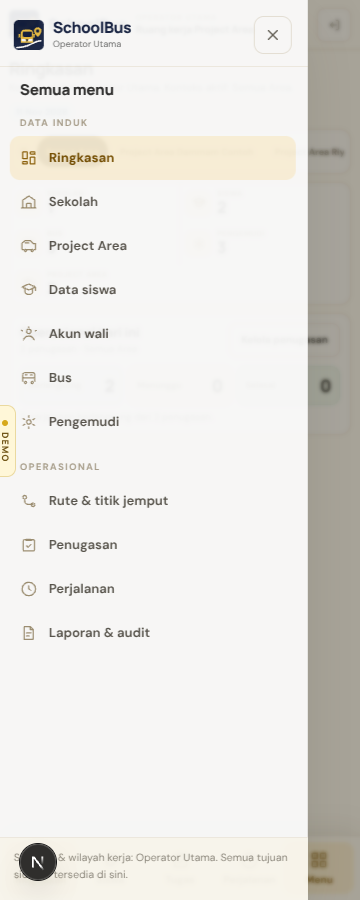 SchoolBus
Operator Utama
Semua menu
DATA INDUK
Ringkasan
Sekolah
Project Area
Data siswa
Akun wali
Bus
Pengemudi
DEMO
OPERASIONAL
Rute & titik jemput
Penugasan
Perjalanan
Laporan & audit
& wilayah kerja: Operator Utama. Semua tujuan
tersedia di sini.
N
Menu